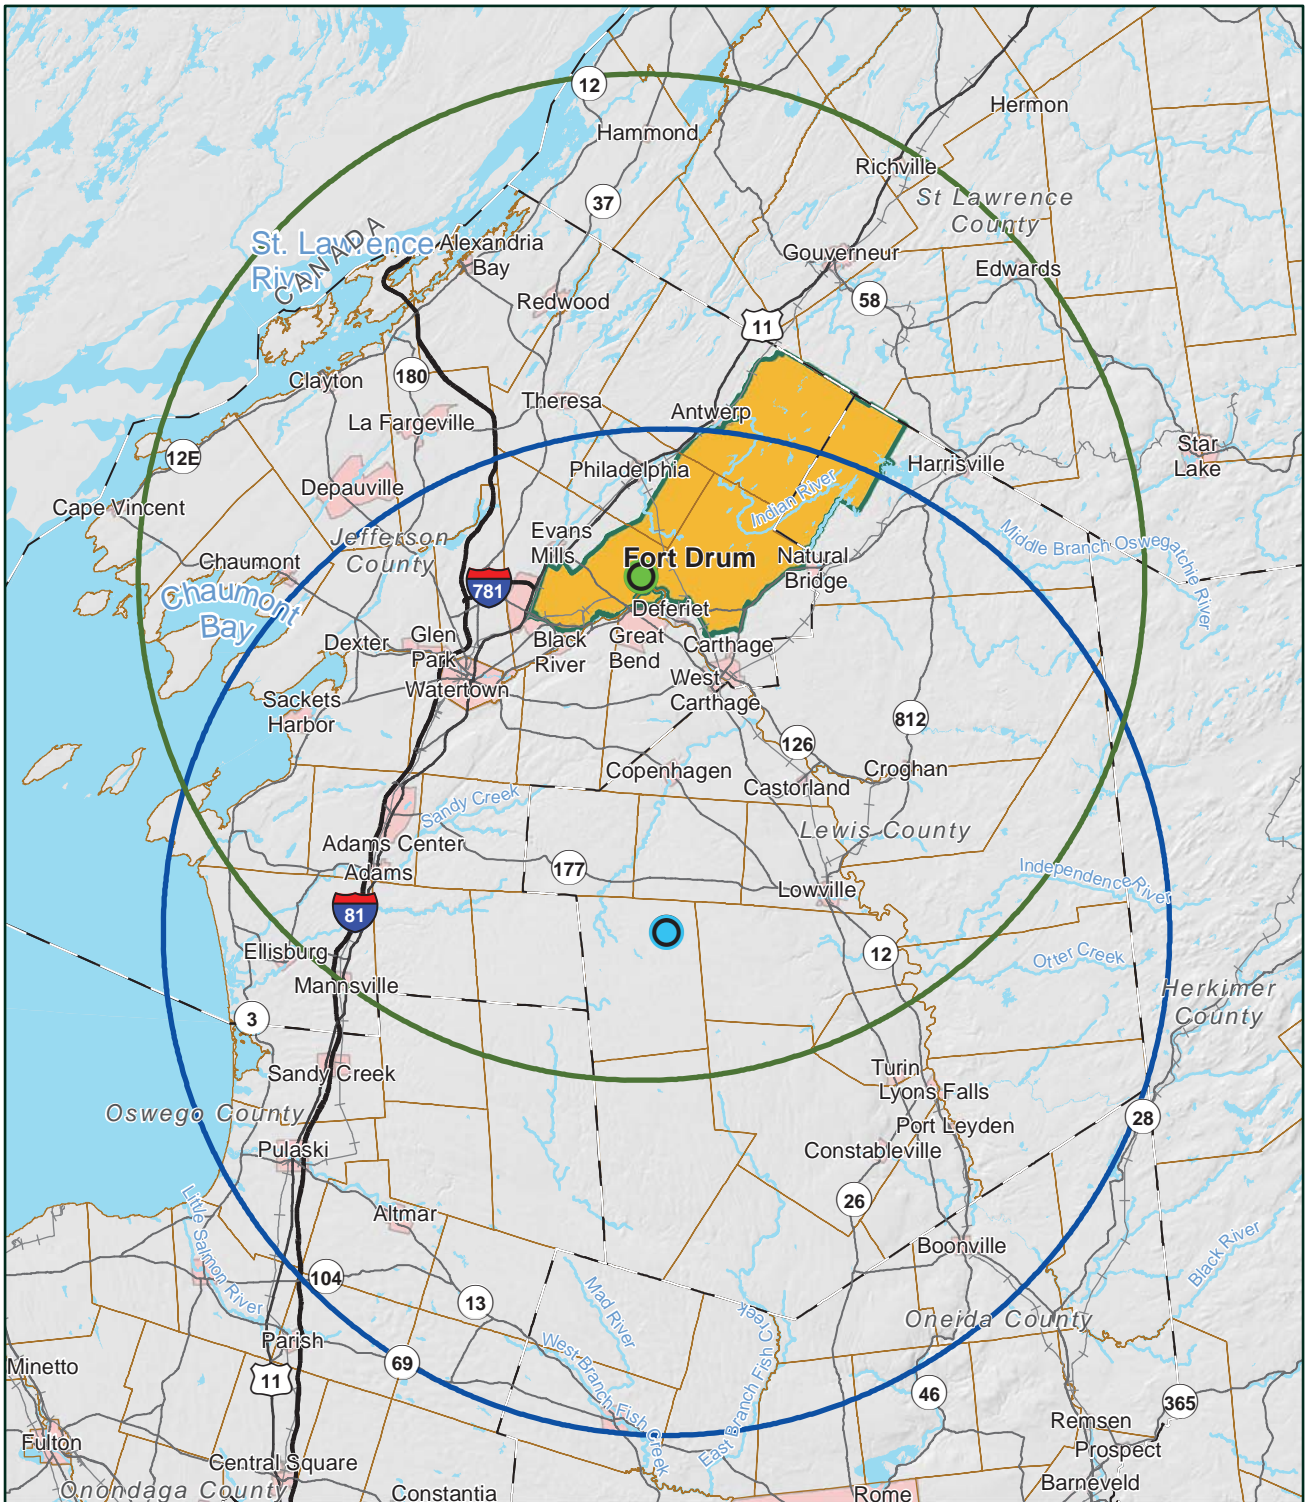 12
Hermon
Hammond
Richville
37
St Lawrence
County
CANADA
St. Lawrence
River
Alexandria
Bay
Gouverneur
Edwards
Redwood
58
11
Clayton
180
Theresa
Antwerp
La Fargeville
12E
Star
Lake
Philadelphia
Harrisville
Depauville
Indian River
Cape Vincent
Evans
Mills
Jefferson
County
Middle Branch Oswegatchie River
Fort Drum
Natural
Bridge
Chaumont
781
Chaumont
Bay
Deferiet
Dexter
Glen
Park
Black
River
Great
Bend
Carthage
West
Carthage
Watertown
Sackets
Harbor
812
126
Copenhagen
Croghan
Castorland
Sandy Creek
Lewis County
Adams Center
Adams
177
Independence River
Lowville
81
Ellisburg
12
Otter Creek
Mannsville
Herkimer
County
3
Sandy Creek
Turin
Lyons Falls
Oswego County
28
Port Leyden
Pulaski
Constableville
26
Little Salmon River
Altmar
Boonville
Black River
104
13
Mad River
Oneida County
West Branch Fish Creek
East Branch Fish Creek
Parish
69
Minetto
11
46
365
Remsen
Fulton
Prospect
Central Square
Barneveld
Onondaga County
Constantia
Rome